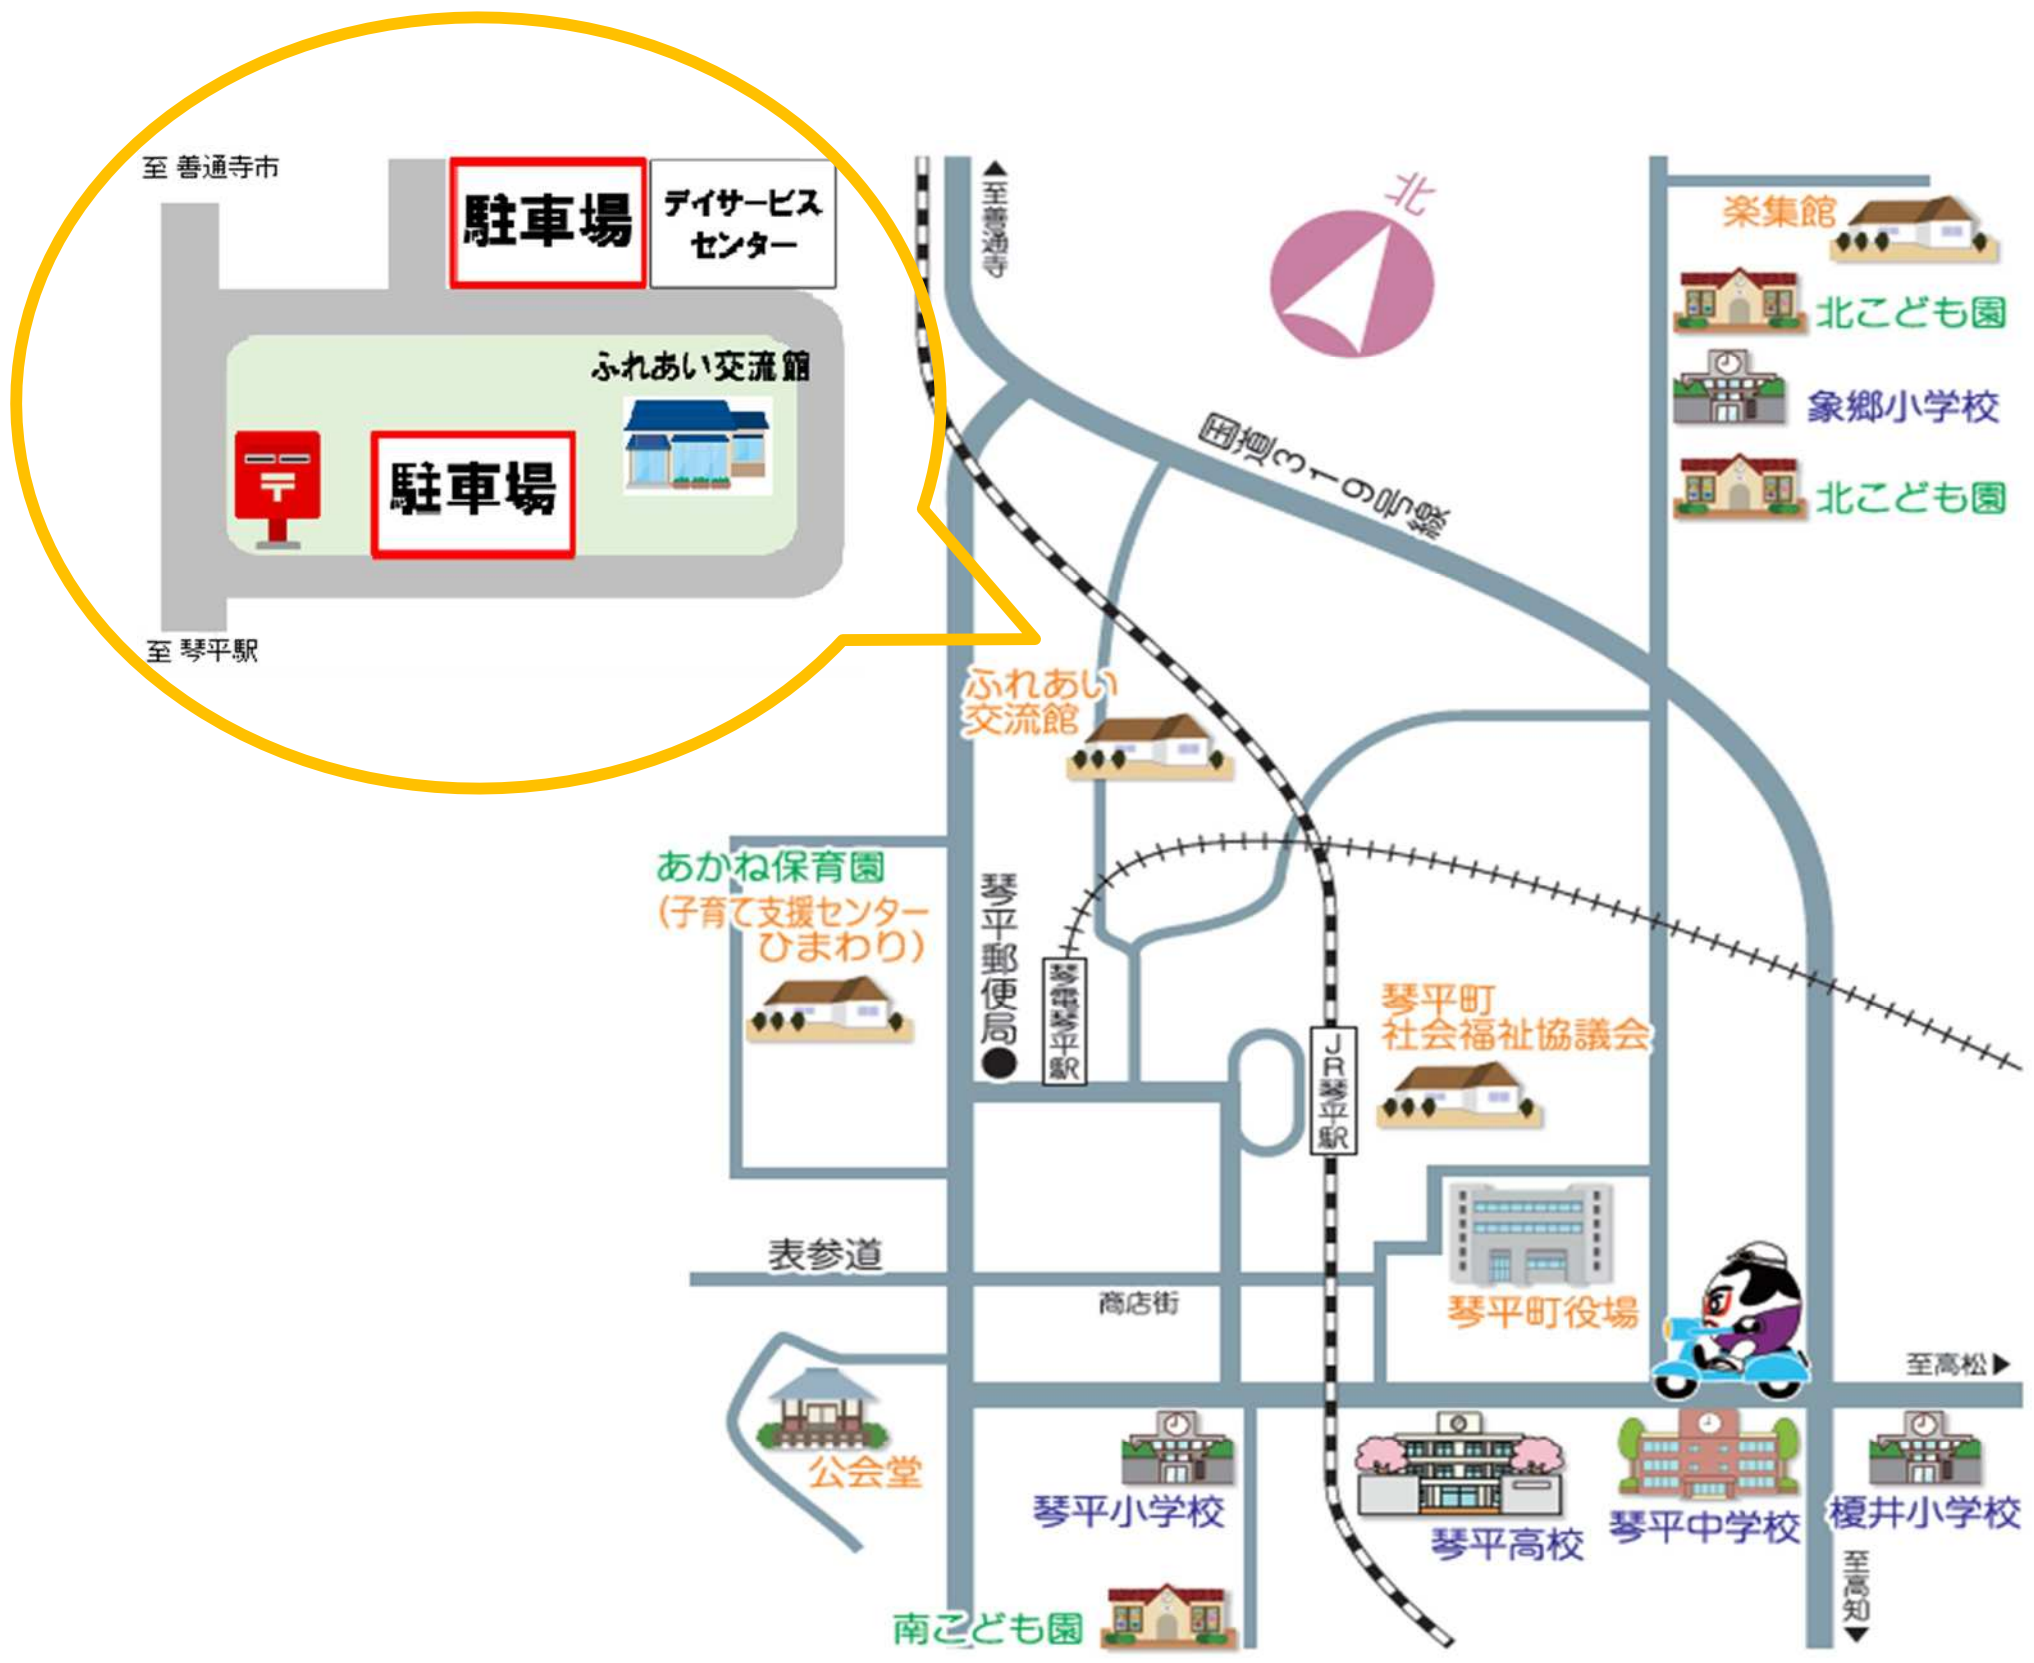 至 善通寺市
駐車場
デイサービス
センター
ふれあい交流館
駐車場
至 琴平駅
至善通寺
北
国道319号線
楽集館
北こども園
象郷小学校
北こども園
ふれあい
交流館
あかね保育園
(子育て支援センター
ひまわり)
琴平郵便局
琴電琴平駅
JR琴平駅
琴平町
社会福祉協議会
表参道
商店街
琴平町役場
至高松
公会堂
琴平小学校
琴平高校
琴平中学校
榎井小学校
至高知
南こども園